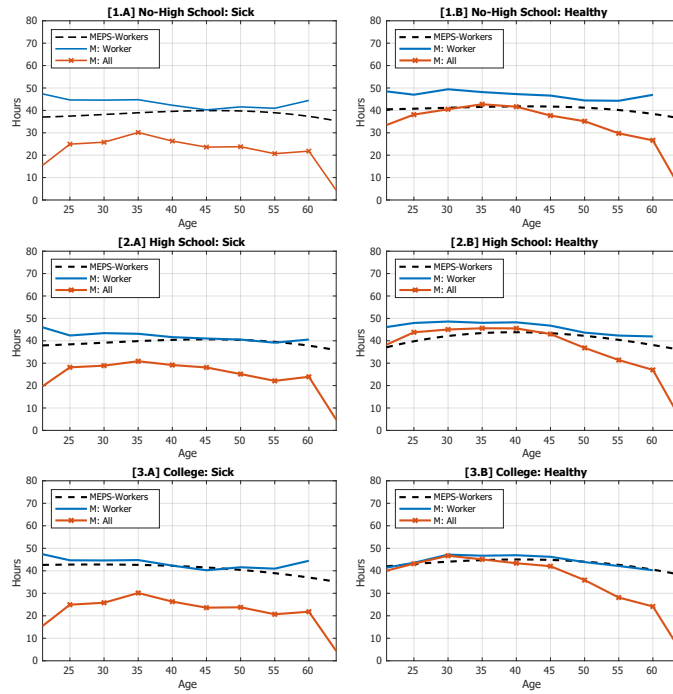 [1.A] No-High School: Sick
80
70
60
50
40
30
20
10
0
Hours
MEPS-Workers
M: Worker
M: All
25 30 35 40 45 50 55 60
Age
[1.B] No-High School: Healthy
80
70
60
50
40
30
20
10
0
Hours
MEPS-Workers
M: Worker
M: All
25 30 35 40 45 50 55 60
Age
[2.A] High School: Sick
80
70
60
50
40
30
20
10
0
Hours
MEPS-Workers
M: Worker
M: All
25 30 35 40 45 50 55 60
Age
[2.B] High School: Healthy
80
70
60
50
40
30
20
10
0
Hours
MEPS-Workers
M: Worker
M: All
25 30 35 40 45 50 55 60
Age
[3.A] College: Sick
80
70
60
50
40
30
20
10
0
Hours
MEPS-Workers
M: Worker
M: All
25 30 35 40 45 50 55 60
Age
[3.B] College: Healthy
80
70
60
50
40
30
20
10
0
Hours
MEPS-Workers
M: Worker
M: All
25 30 35 40 45 50 55 60
Age